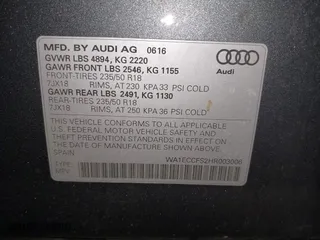 MFD. BY AUDI AG 0616
GVWR LBS 4894, KG 2220
GAWR FRONT LBS 2546, KG 1155
FRONT-TIRES 235/50 R18
7JX18 RIMS, AT 230 KPA 33 PSI COLD
GAWR REAR LBS 2491, KG 1130
REAR-TIRES 235/50 R18
7JX18 RIMS, AT 250 KPA 36 PSI COLD
THIS VEHICLE CONFORMS TO ALL APPLICABLE
FEDERAL MOTOR VEHICLE SAFETY STANDARDS
IN EFFECT ON THE DATE OF MANUFACTURE
SHOWN ABOVE
SPAIN
Audi
TYPE